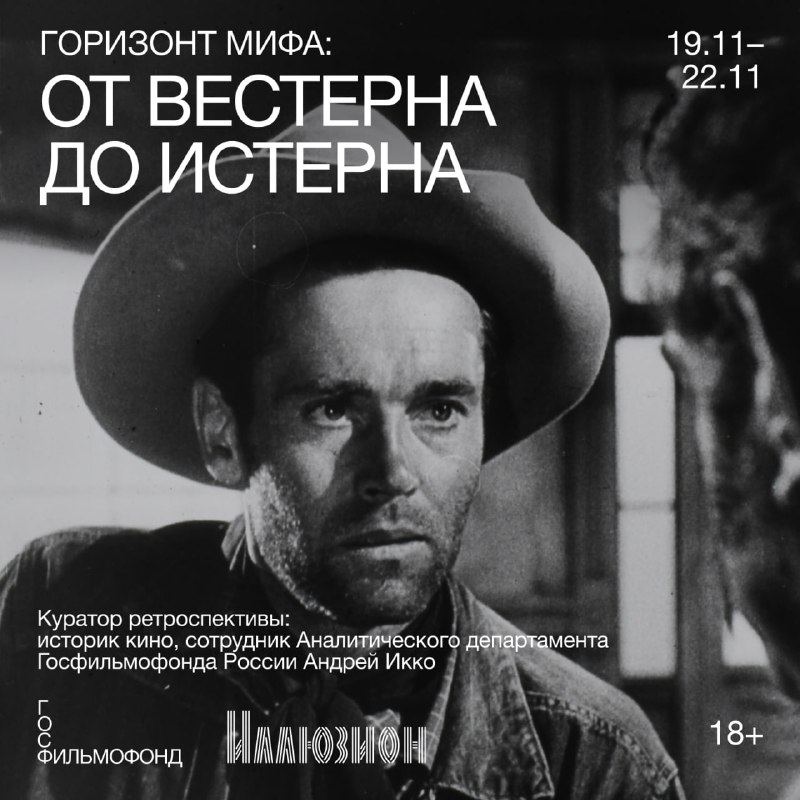 ГОРИЗОНТ МИФА:
ОТ ВЕСТЕРНА
ДО ИСТЕРНА
19.11–
22.11
Куратор ретроспективы:
историк кино, сотрудник Аналитического департамента
Госфильмофонда России Андрей Икко
ГОС
ФИЛЬМОФОНД
Иллюзион
18+